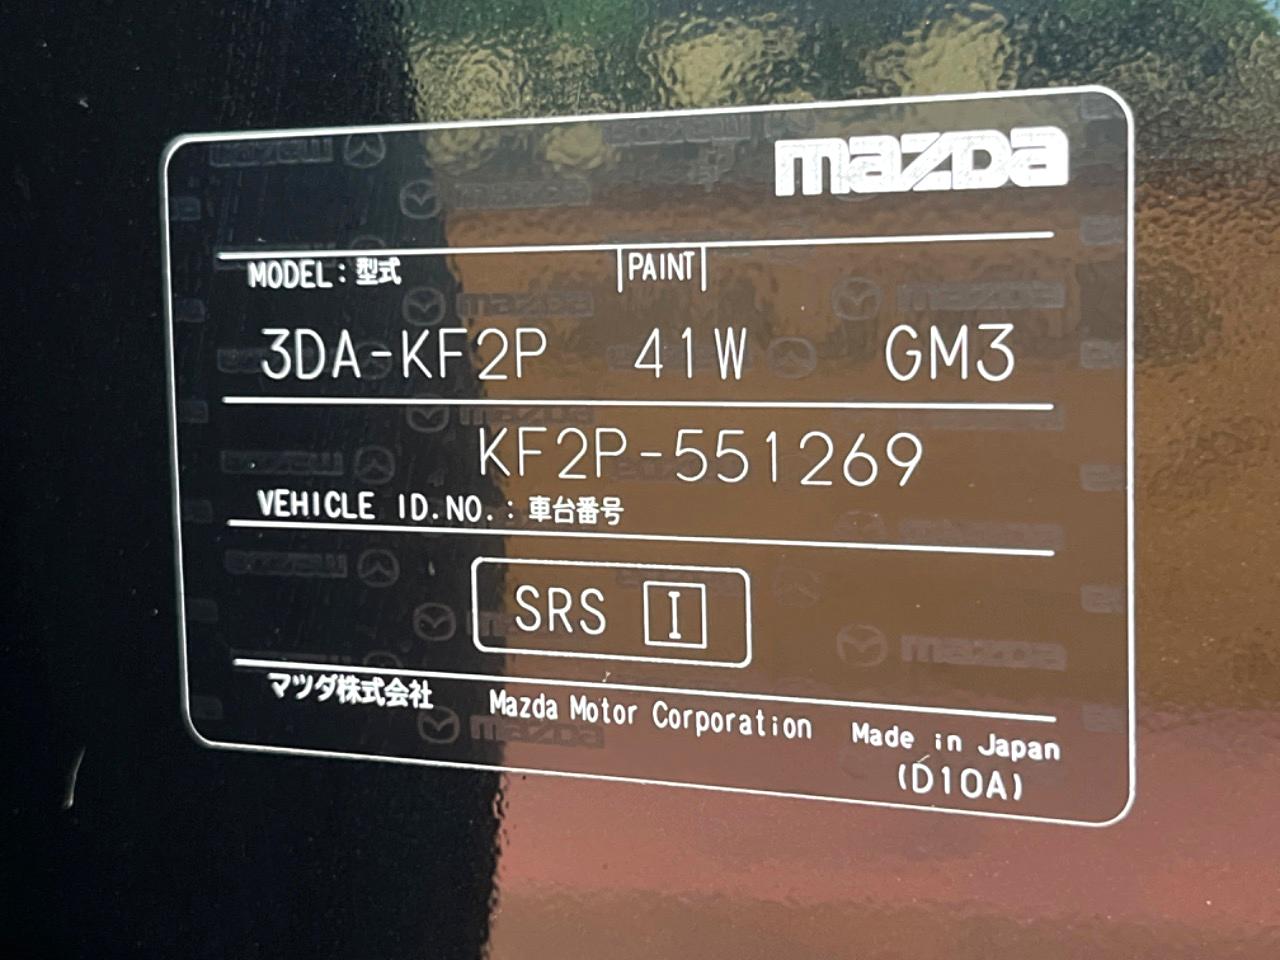 mazda
MODEL : 型式 PAINT
3DA-KF2P 41W GM3
KF2P-551269
VEHICLE ID.NO. : 車台番号
SRS I
マツダ株式会社 Mazda Motor Corporation Made in Japan
(D10A)